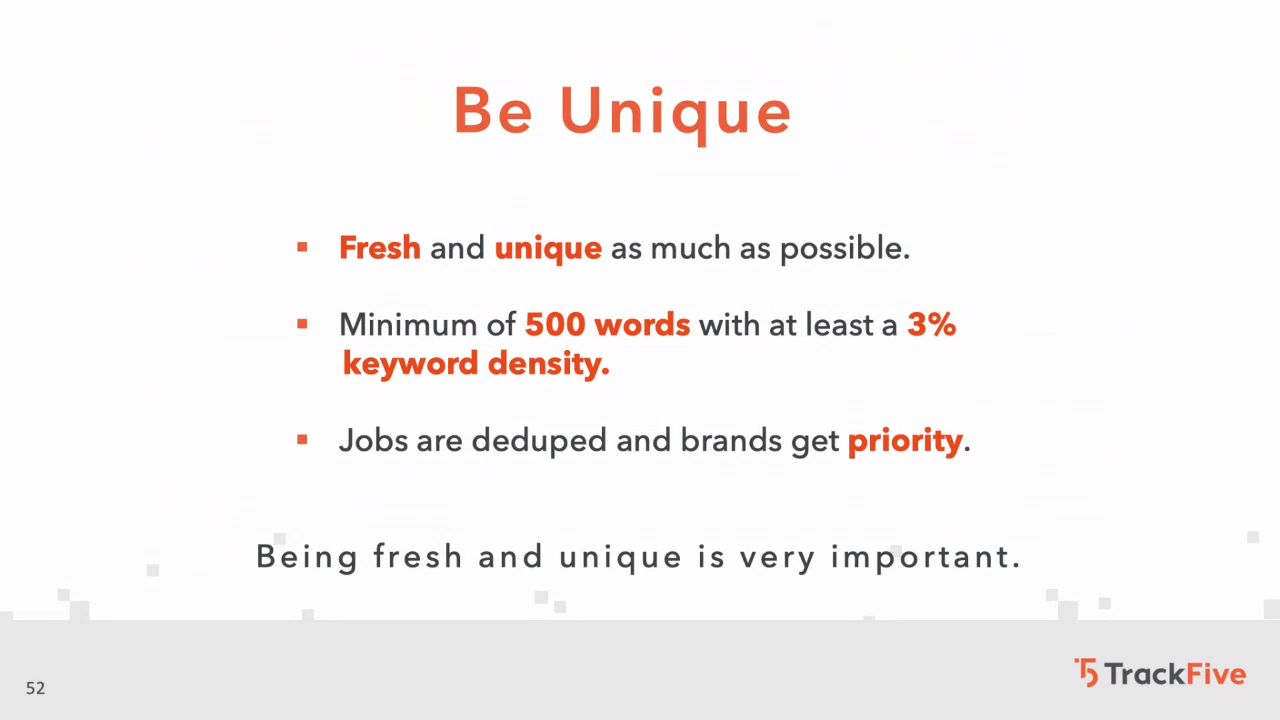 Be Unique
▪ Fresh and unique as much as possible.
▪ Minimum of 500 words with at least a 3%
keyword density.
▪ Jobs are deduped and brands get priority.
Being fresh and unique is very important.
52
TrackFive